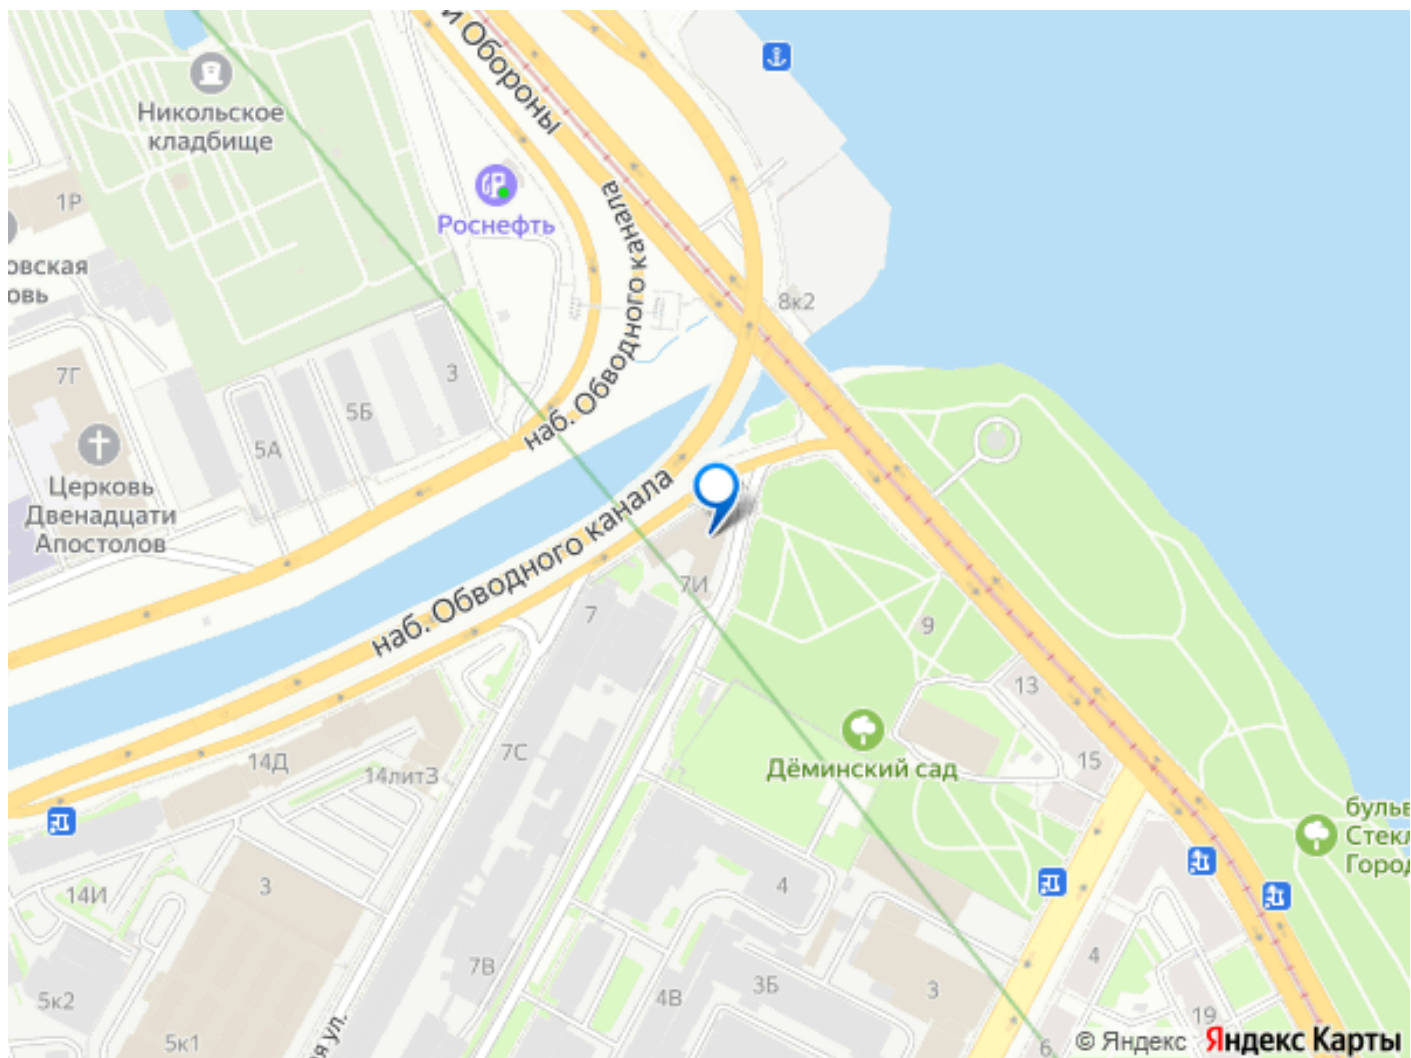 и Обороны
Никольское
кладбище
1Р
Роснефть
наб. Обводного канала
8к2
овская
овь
7Г
3
5Б
5А
Церковь
Двенадцати
Апостолов
наб. Обводного канала
7И
7
9
13
15
Дёминский сад
7С
14Д
14литЗ
бульв
Стекл
Город
14И
3
4
4
7В
3Б
4В
3
5к2
5к1
19
6
ая ул.
© Яндекс Яндекс Карты